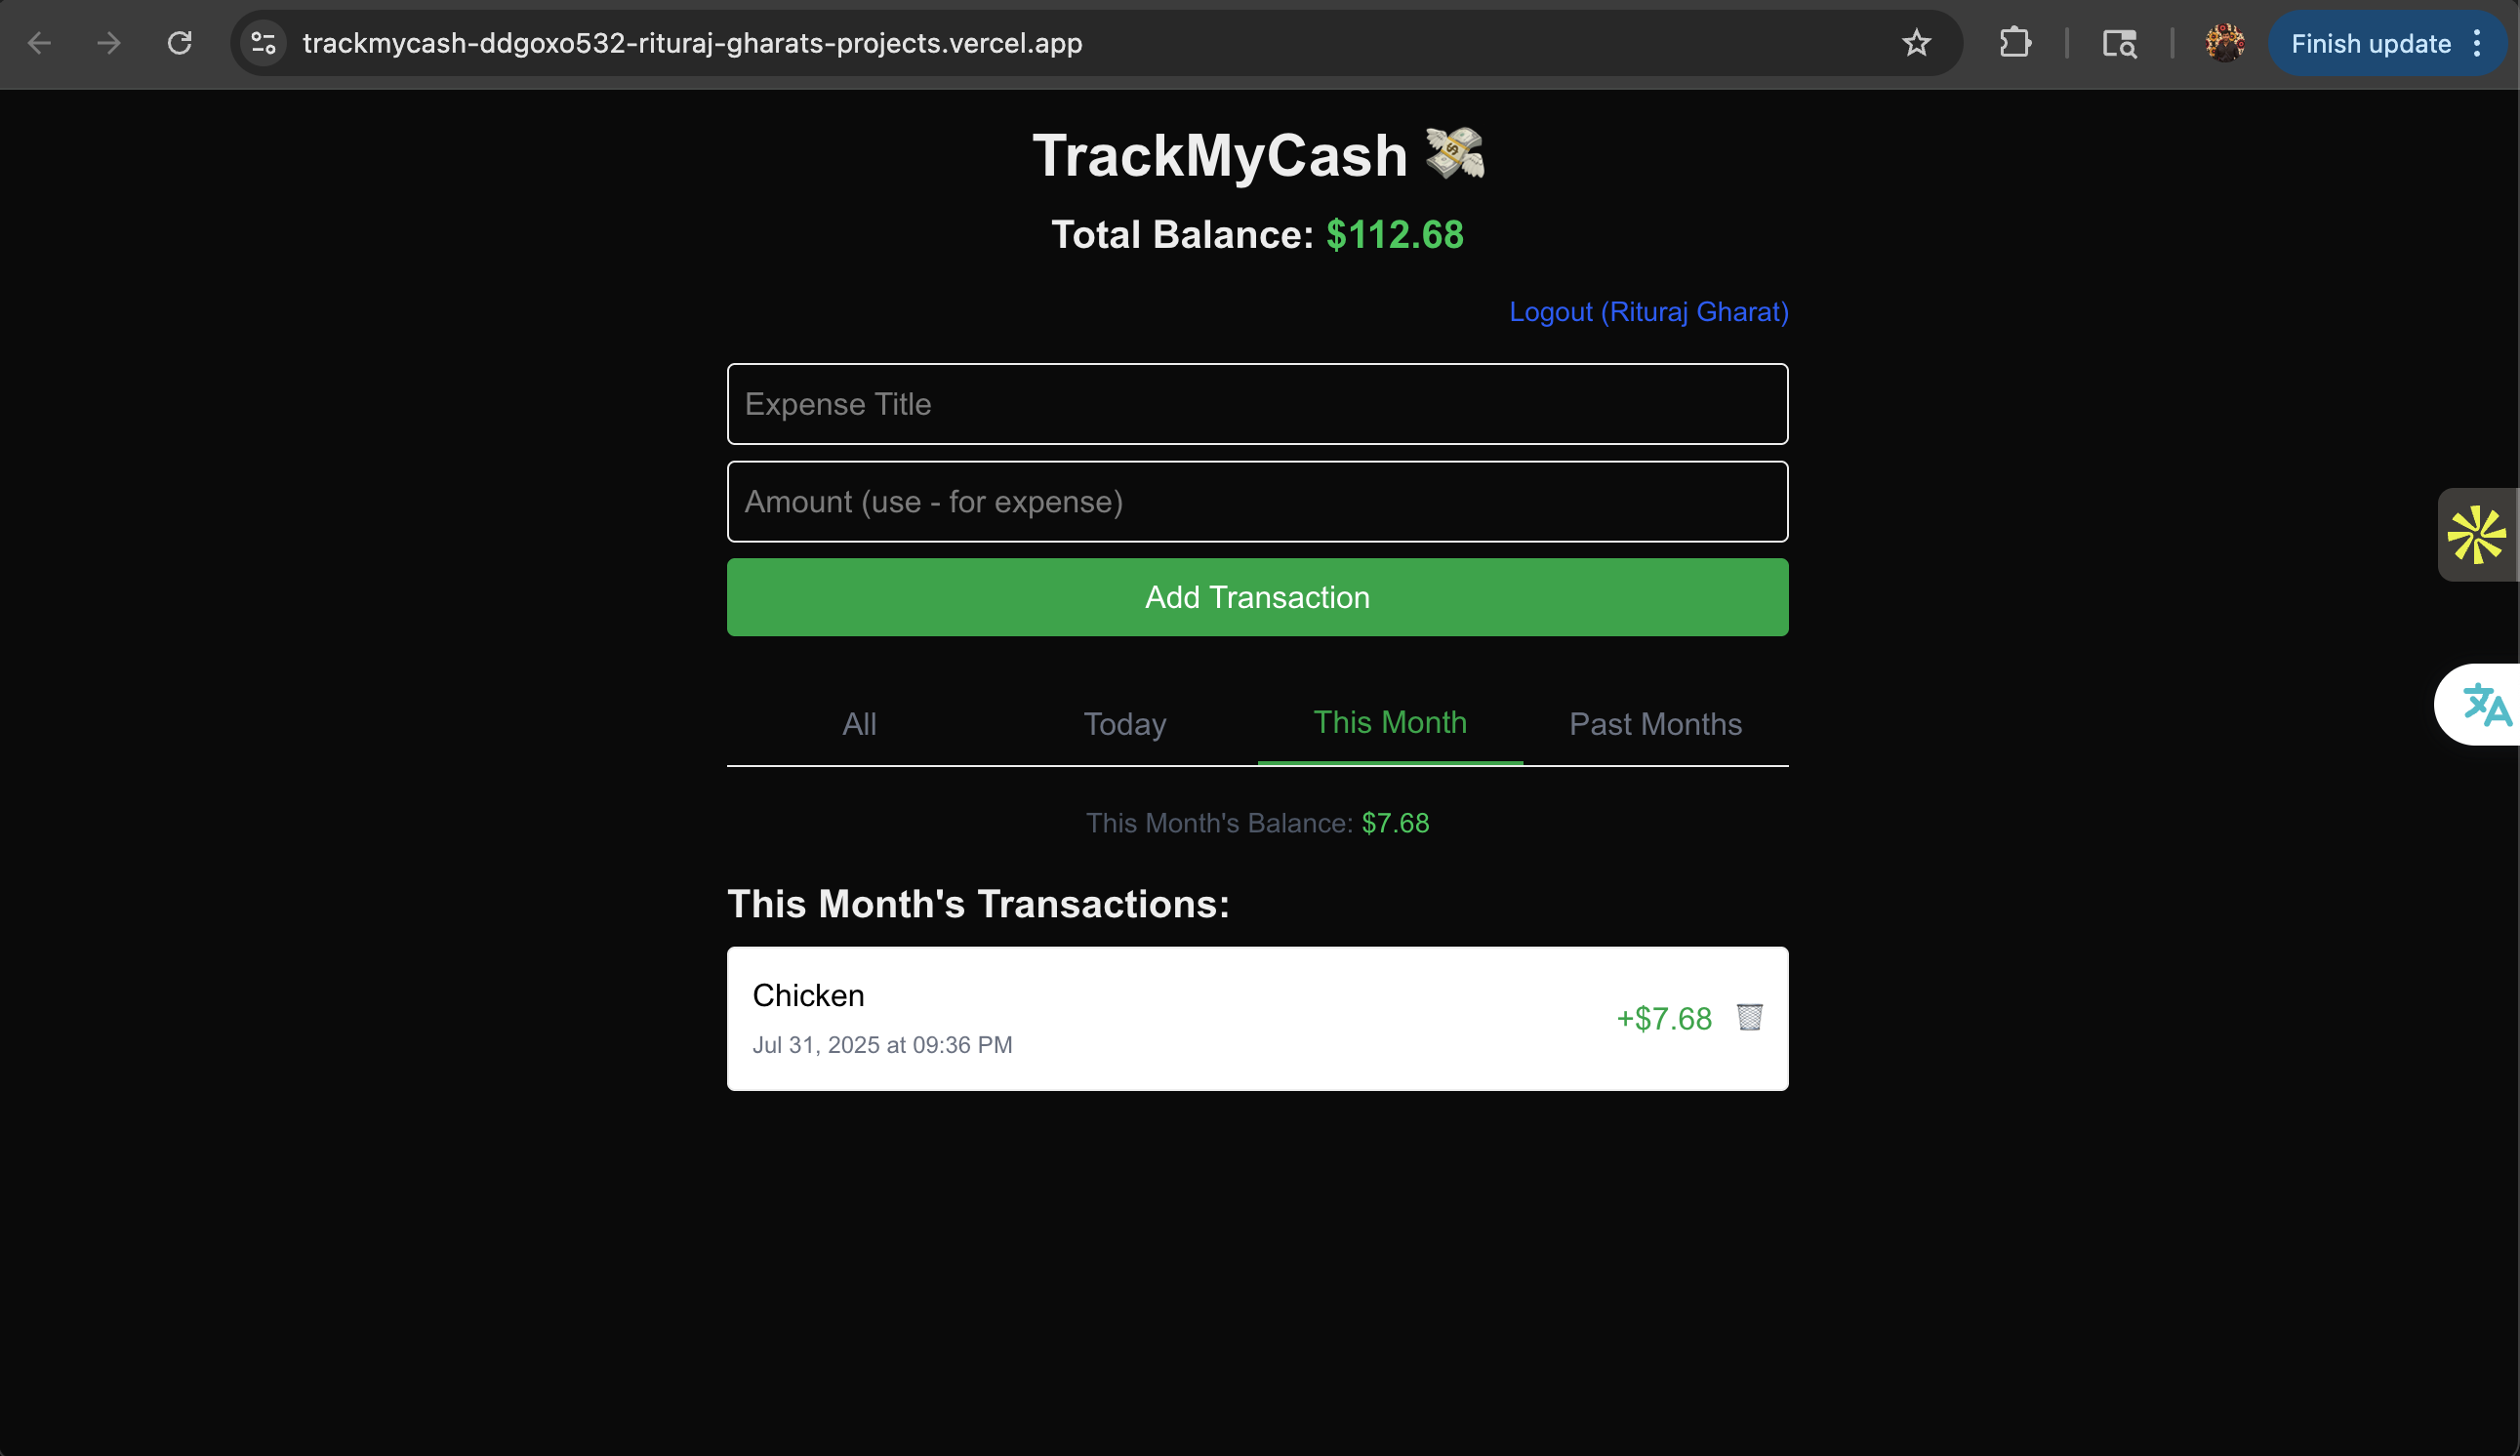 trackmycash-ddgoxo532-rituraj-gharats-projects.vercel.app
Finish update
TrackMyCash 💸
Total Balance: $112.68
Logout (Rituraj Gharat)
Expense Title
Amount (use - for expense)
Add Transaction
All Today This Month Past Months
This Month's Balance: $7.68
This Month's Transactions:
Chicken
+$7.68
Jul 31, 2025 at 09:36 PM